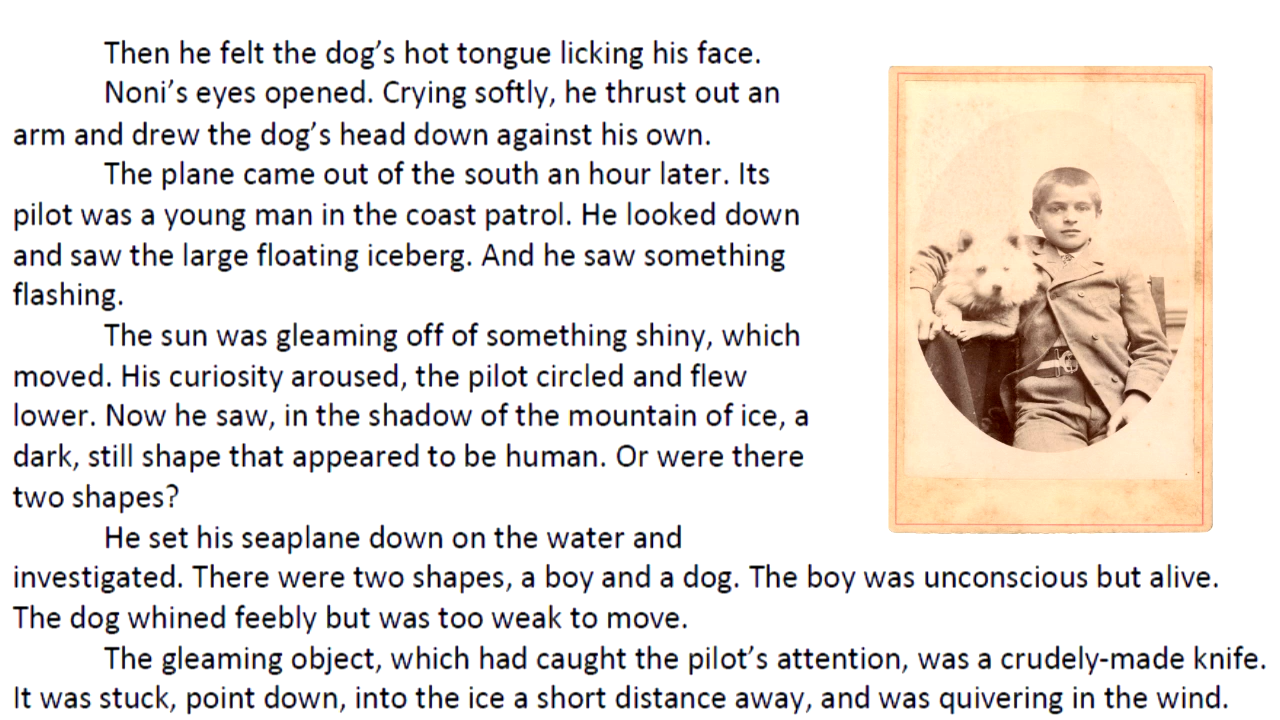 Then he felt the dog’s hot tongue licking his face.
Noni’s eyes opened. Crying softly, he thrust out an
arm and drew the dog’s head down against his own.
The plane came out of the south an hour later. Its
pilot was a young man in the coast patrol. He looked down
and saw the large floating iceberg. And he saw something
flashing.
The sun was gleaming off of something shiny, which
moved. His curiosity aroused, the pilot circled and flew
lower. Now he saw, in the shadow of the mountain of ice, a
dark, still shape that appeared to be human. Or were there
two shapes?
He set his seaplane down on the water and
investigated. There were two shapes, a boy and a dog. The boy was unconscious but alive.
The dog whined feebly but was too weak to move.
The gleaming object, which had caught the pilot’s attention, was a crudely-made knife.
It was stuck, point down, into the ice a short distance away, and was quivering in the wind.